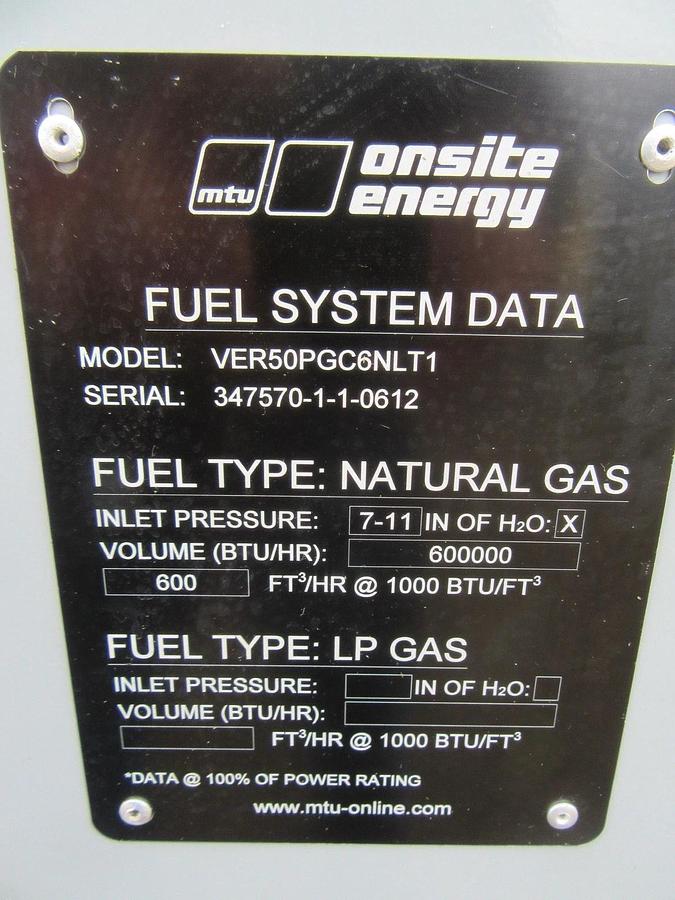 mtu onsite
energy
FUEL SYSTEM DATA
MODEL: VER50PGC6NLT1
SERIAL: 347570-1-1-0612
FUEL TYPE: NATURAL GAS
INLET PRESSURE: 7-11 IN OF H₂O: X
VOLUME (BTU/HR): 600000
600 FT³/HR @ 1000 BTU/FT³
FUEL TYPE: LP GAS
INLET PRESSURE: IN OF H₂O:
VOLUME (BTU/HR):
FT³/HR @ 1000 BTU/FT³
*DATA @ 100% OF POWER RATING
www.mtu-online.com